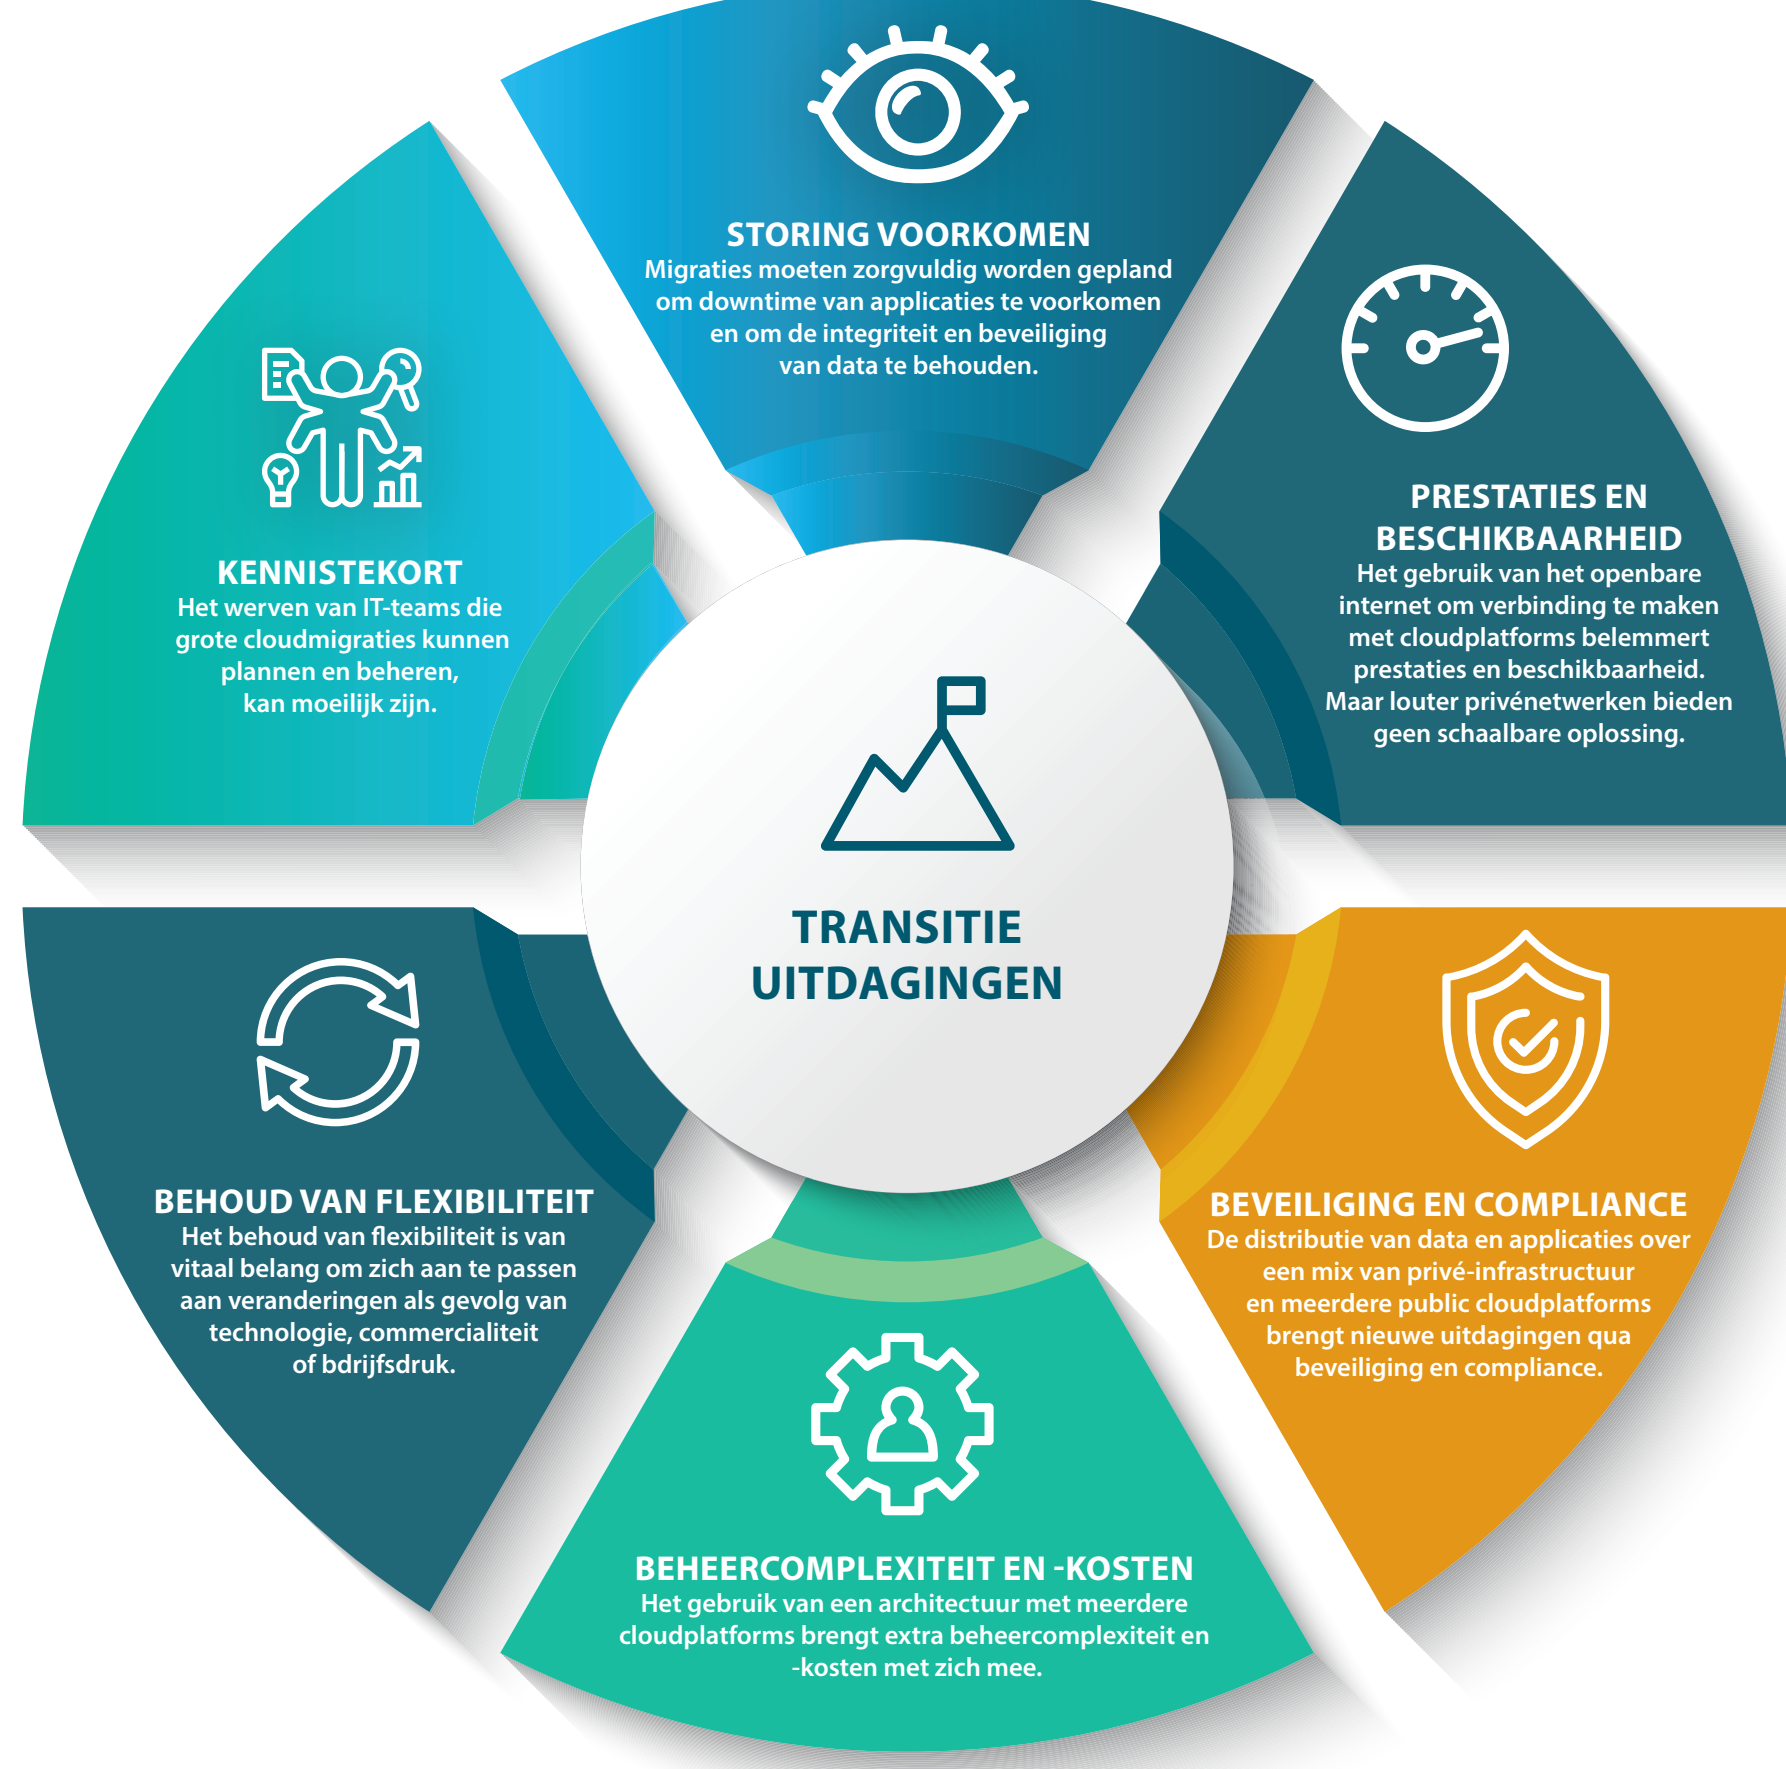 STORING VOORKOMEN
Migraties moeten zorgvuldig worden gepland
om downtime van applicaties te voorkomen
en om de integriteit en beveiliging
van data te behouden.
PRESTATIES EN
BESCHIKBAARHEID
Het gebruik van het openbare
internet om verbinding te maken
met cloudplatforms belemmert
prestaties en beschikbaarheid.
Maar louter privénetwerken bieden
geen schaalbare oplossing.
KENNISTEKORT
Het werven van IT-teams die
grote cloudmigraties kunnen
plannen en beheren,
kan moeilijk zijn.
TRANSITIE
UITDAGINGEN
BEHOUD VAN FLEXIBILITEIT
Het behoud van flexibiliteit is van
vitaal belang om zich aan te passen
aan veranderingen als gevolg van
technologie, commercialiteit
of bdrijfsdruk.
BEVEILIGING EN COMPLIANCE
De distributie van data en applicaties over
een mix van privé-infrastructuur
en meerdere public cloudplatforms
brengt nieuwe uitdagingen qua
beveiliging en compliance.
BEHEERCOMPLEXITEIT EN -KOSTEN
Het gebruik van een architectuur met meerdere
cloudplatforms brengt extra beheercomplexiteit en
-kosten met zich mee.